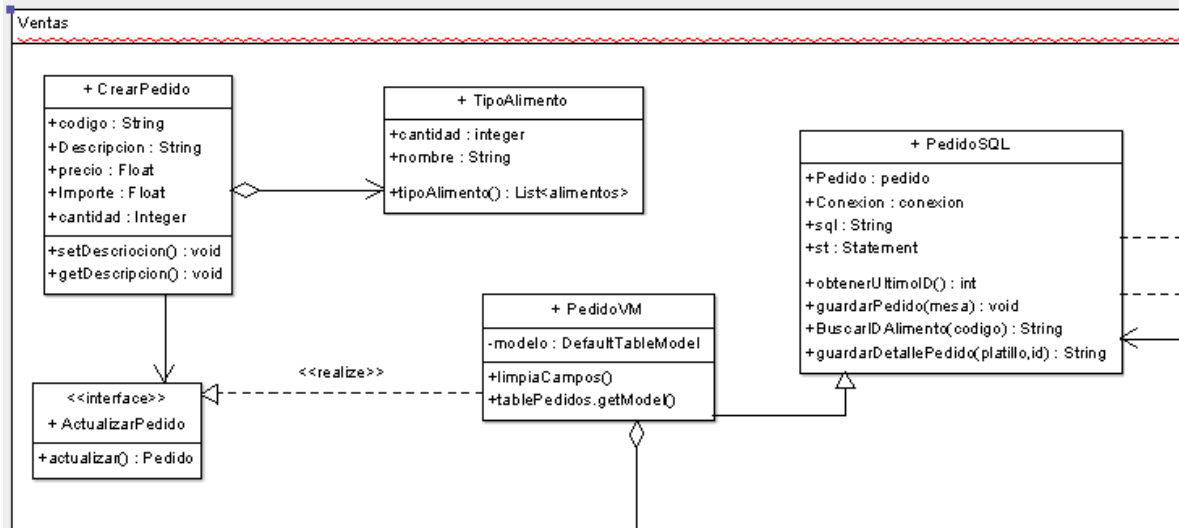 Ventas
+ CrearPedido
+codigo : String
+Descripcion : String
+precio : Float
+Importe : Float
+cantidad : Integer
+setDescriocion() : void
+getDescripcion() : void
+ TipoAlimento
+cantidad : integer
+nombre : String
+tipoAlimento() : List<alimentos>
+ PedidoSQL
+Pedido : pedido
+Conexion : conexion
+sql : String
+st : Statement
+obtenerUltimoID() : int
+guardarPedido(mesa) : void
+BuscarIDAlimento(codigo) : String
+guardarDetallePedido(platillo,id) : String
+ PedidoVM
-modelo : DefaultTableModel
+limpiaCampos()
+tablePedidos.getModel()
<<realize>>
<<interface>>
+ ActualizarPedido
+actualizar() : Pedido